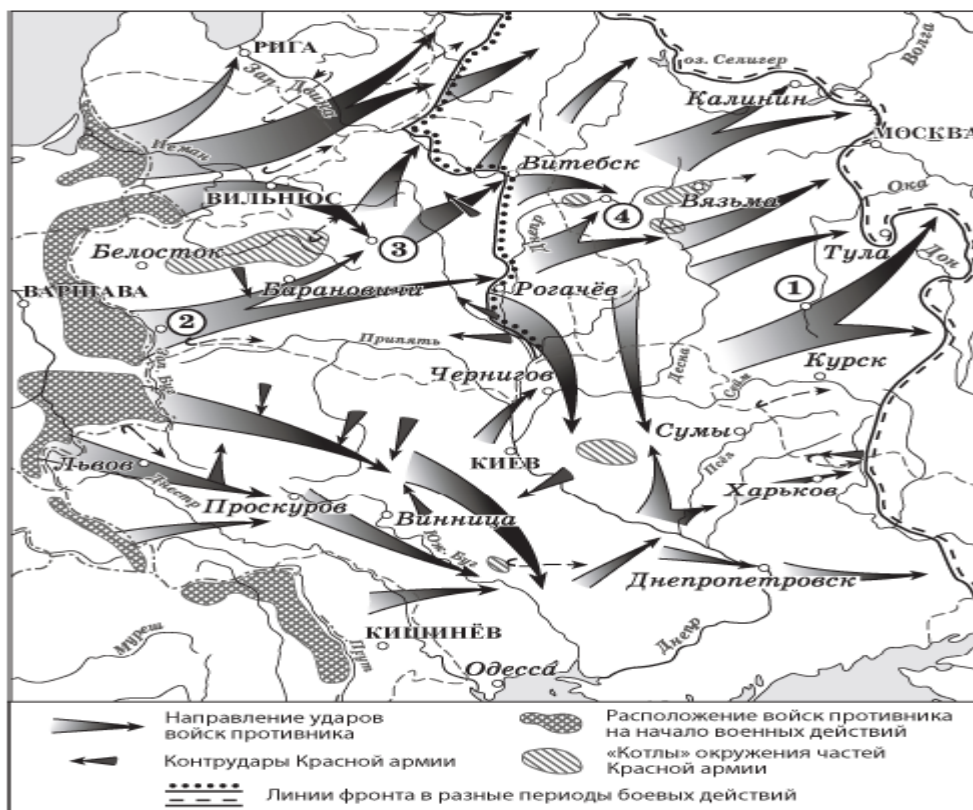 РИГА
Зап. Двина
оз. Селигер
Волга
Калинин
МОСКВА
Неман
Витебск
ВИЛЬНЮС
Днепр
④
Вязьма
Ока
③
Тула
Дон
Белосток
ВАРШАВА
Барановичи
Рогачёв
①
②
Припять
Зап. Буг
Десна
Курск
Чернигов
Сейм
Сумы
КИЕВ
Псёл
Львов
Днестр
Харьков
Проскуров
Винница
Юж. Буг
Днепропетровск
КИШИНЁВ
Муреш
Прут
Днепр
Одесса
Направление ударов
войск противника
Расположение войск противника
на начало военных действий
Контрудары Красной армии
«Котлы» окружения частей
Красной армии
Линии фронта в разные периоды боевых действий